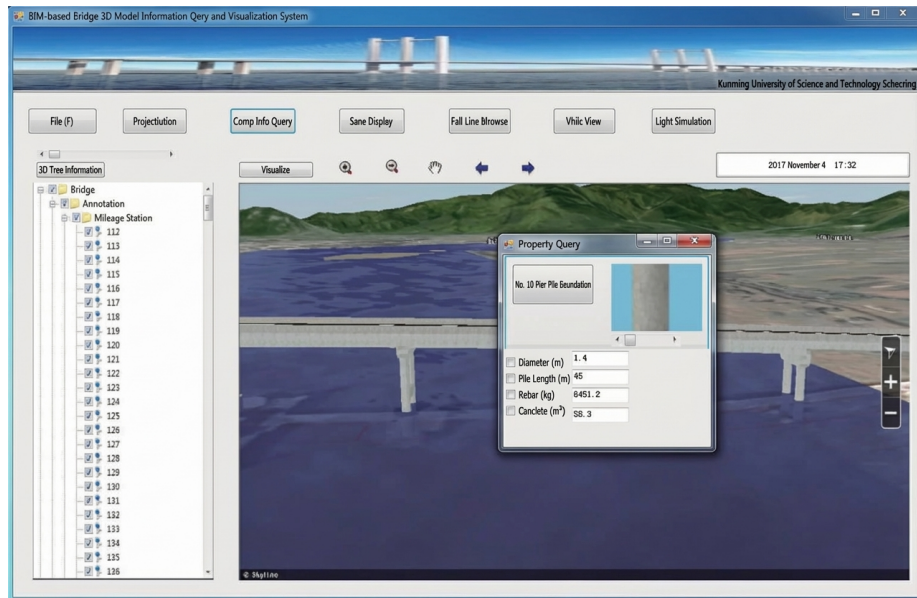 BIM-based Bridge 3D Model Information Qery and Visualization System
Kunming University of Science and Technology Schecring
File (F)
Projectiution
Comp Info Query
Sane Display
Fall Line Blrowse
Vhilc View
Light Simulation
3D Tree Information
Visualize
2017 November 4 17:32
Bridge
Annotation
Mileage Station
112
113
114
115
116
117
118
119
120
121
122
123
124
125
126
127
128
129
130
131
132
133
134
135
126
Property Query
No. 10 Pier Pile Eeundation
Diameter (m) 1.4
Pile Length (m) 45
Rebar (kg) 6451.2
Canclete (m³) S8.3
© Skyline